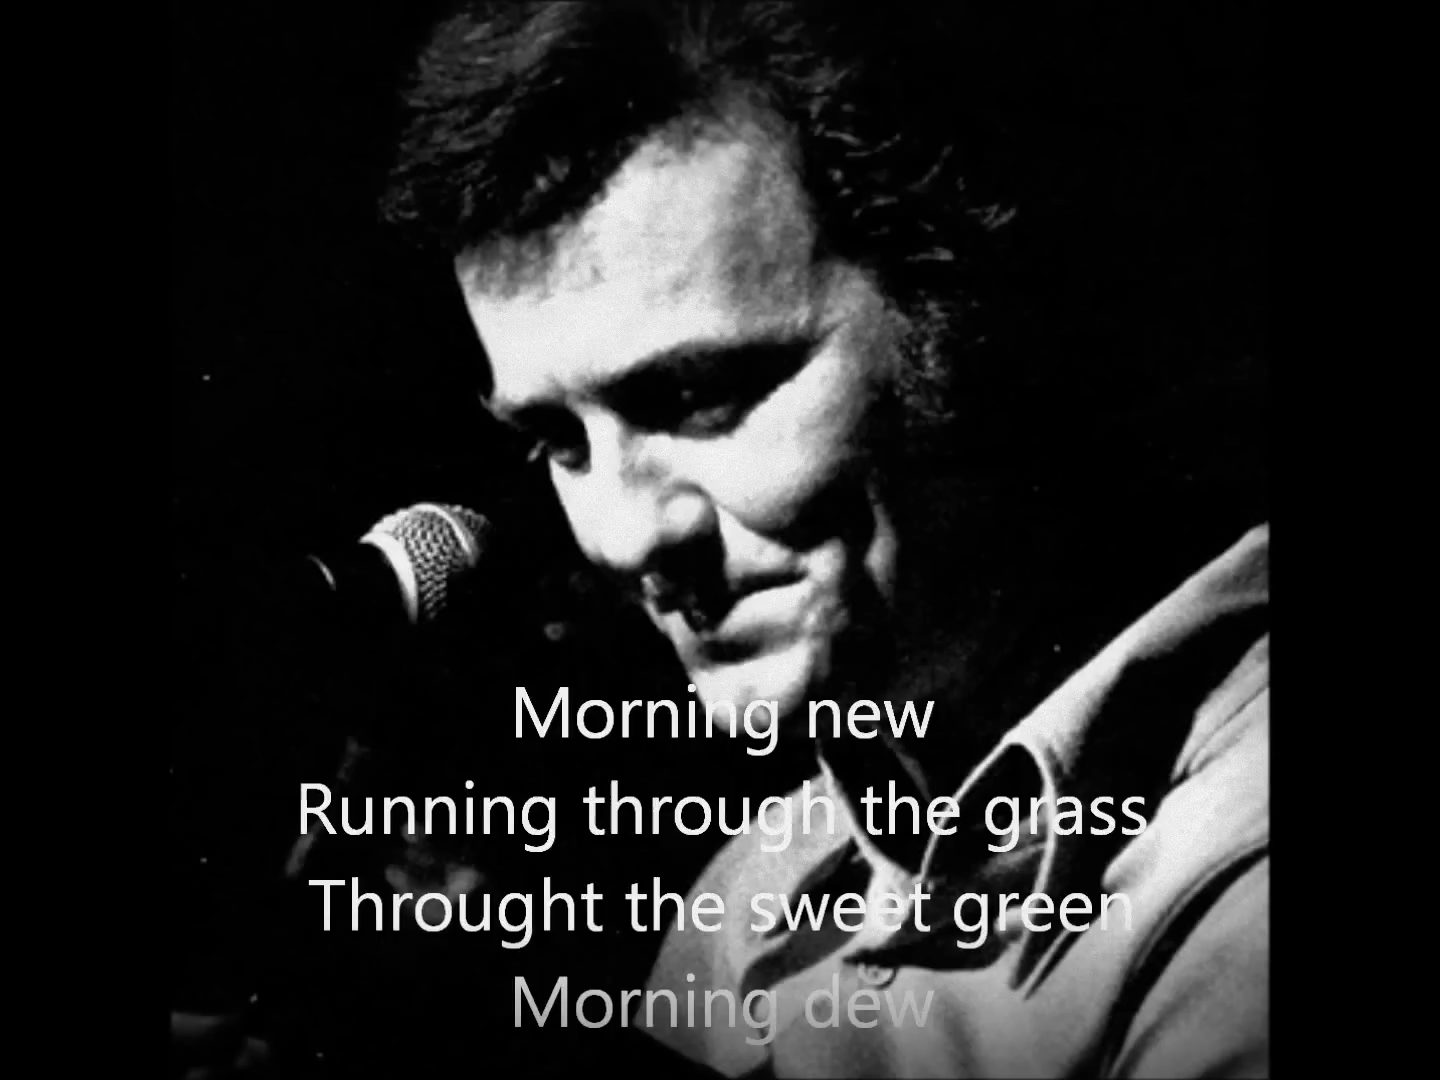 Morning new
Running through the grass
Throught the sweet green
Morning dew